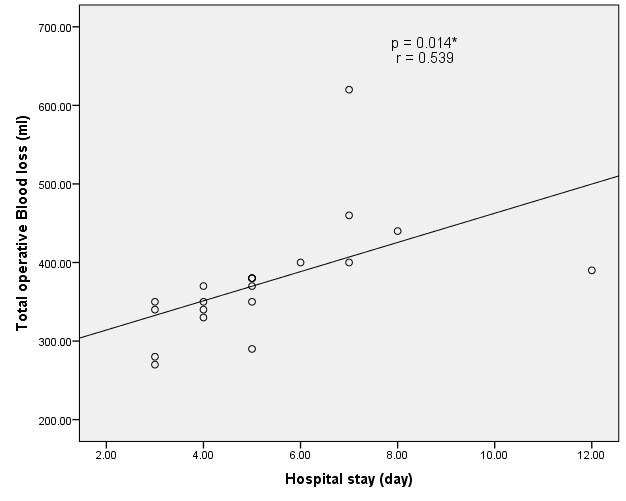 p = 0.014*
r = 0.539
700.00
600.00
500.00
400.00
300.00
200.00
Total operative Blood loss (ml)
2.00 4.00 6.00 8.00 10.00 12.00
Hospital stay (day)